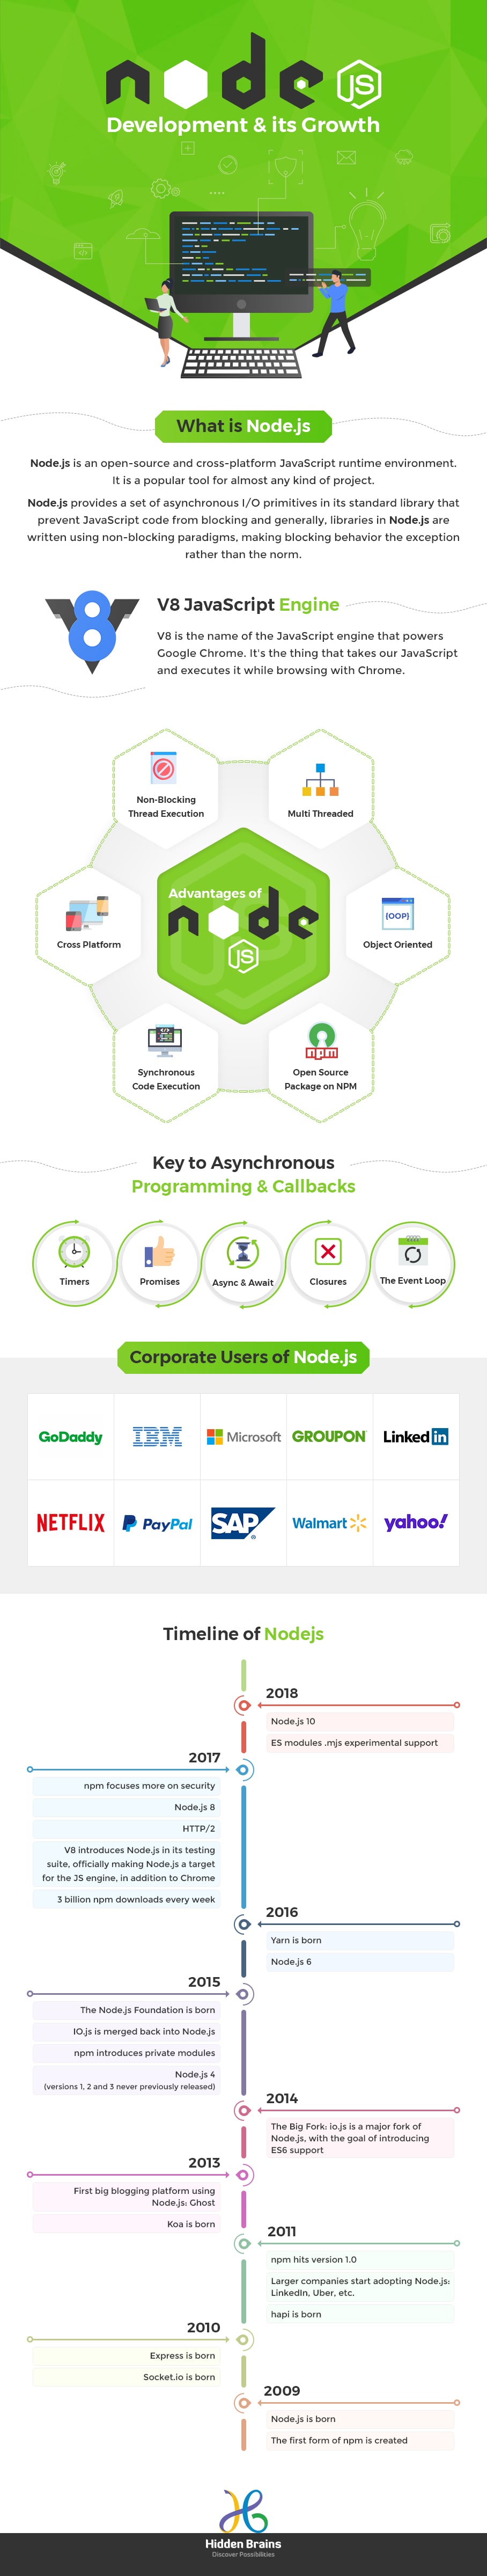 node JS
Development & its Growth
What is Node.js
Node.js is an open-source and cross-platform JavaScript runtime environment.
It is a popular tool for almost any kind of project.
Node.js provides a set of asynchronous I/O primitives in its standard library that
prevent JavaScript code from blocking and generally, libraries in Node.js are
written using non-blocking paradigms, making blocking behavior the exception
rather than the norm.
V8
V8 JavaScript Engine
V8 is the name of the JavaScript engine that powers
Google Chrome. It's the thing that takes our JavaScript
and executes it while browsing with Chrome.
Non-Blocking
Thread Execution
Multi Threaded
Advantages of
node
JS
Cross Platform
{OOP}
Object Oriented
Synchronous
Code Execution
npm
Open Source
Package on NPM
Key to Asynchronous
Programming & Callbacks
Timers
Promises
Async & Await
Closures
The Event Loop
Corporate Users of Node.js
GoDaddy
IBM
Microsoft
GROUPON
Linked in
NETFLIX
PayPal
SAP
Walmart
yahoo!
Timeline of Nodejs
2018
Node.js 10
ES modules .mjs experimental support
2017
npm focuses more on security
Node.js 8
HTTP/2
V8 introduces Node.js in its testing
suite, officially making Node.js a target
for the JS engine, in addition to Chrome
3 billion npm downloads every week
2016
Yarn is born
Node.js 6
2015
The Node.js Foundation is born
IO.js is merged back into Node.js
npm introduces private modules
Node.js 4
(versions 1, 2 and 3 never previously released)
2014
The Big Fork: io.js is a major fork of
Node.js, with the goal of introducing
ES6 support
2013
First big blogging platform using
Node.js: Ghost
Koa is born
2011
npm hits version 1.0
Larger companies start adopting Node.js:
LinkedIn, Uber, etc.
hapi is born
2010
Express is born
Socket.io is born
2009
Node.js is born
The first form of npm is created
Hidden Brains
Discover Possibilities